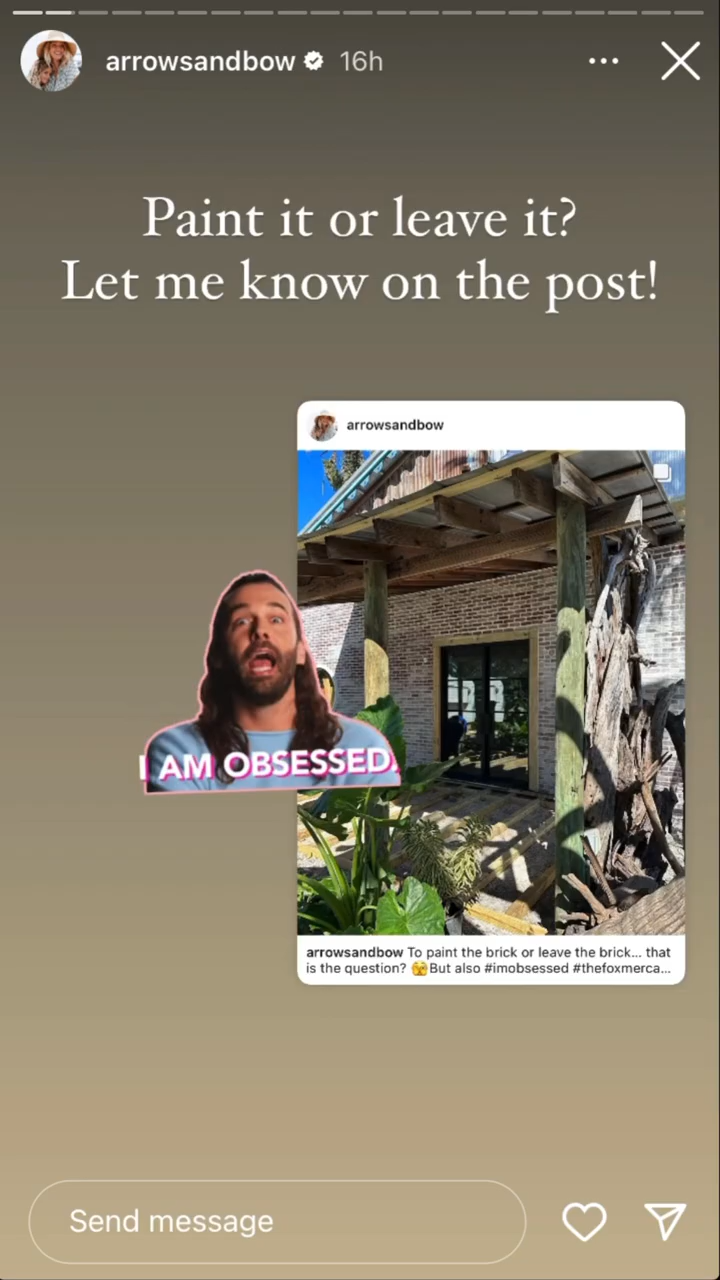 arrowsandbow 16h
Paint it or leave it?
Let me know on the post!
arrowsandbow
I AM OBSESSED.
arrowsandbow To paint the brick or leave the brick... that
is the question? 🫣But also #imobsessed #thefoxmerca...
Send message